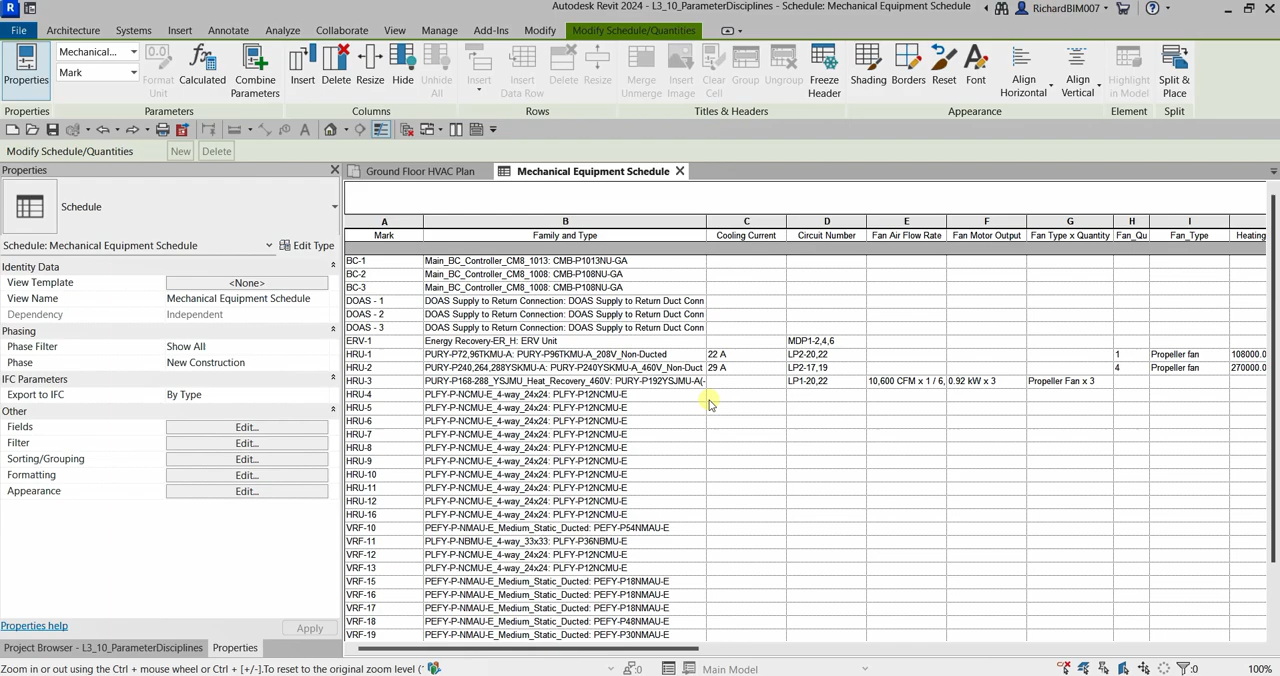 Autodesk Revit 2024 - L3_10_ParameterDisciplines - Schedule: Mechanical Equipment Schedule
RichardBIM007
File Architecture Systems Insert Annotate Analyze Collaborate View Manage Add-Ins Modify Modify Schedule/Quantities
Properties
Mechanical...
Mark
Format Unit
Calculated
Combine Parameters
Insert
Delete
Resize
Hide
Unhide All
Insert
Insert Data Row
Delete
Resize
Merge Unmerge
Insert Image
Clear Cell
Group
Ungroup
Freeze Header
Shading
Borders
Reset
Font
Align Horizontal
Align Vertical
Highlight in Model
Split & Place
Properties Parameters Columns Rows Titles & Headers Appearance Element Split
Modify Schedule/Quantities New Delete
Properties
Schedule
Schedule: Mechanical Equipment Schedule Edit Type
Identity Data
View Template <None>
View Name Mechanical Equipment Schedule
Dependency Independent
Phasing
Phase Filter Show All
Phase New Construction
IFC Parameters
Export to IFC By Type
Other
Fields Edit...
Filter Edit...
Sorting/Grouping Edit...
Formatting Edit...
Appearance Edit...
Properties help Apply
Project Browser - L3_10_ParameterDisciplines Properties
Ground Floor HVAC Plan Mechanical Equipment Schedule
A B C D E F G H I
Mark Family and Type Cooling Current Circuit Number Fan Air Flow Rate Fan Motor Output Fan Type x Quantity Fan_Qu Fan_Type Heating
BC-1 Main_BC_Controller_CM8_1013: CMB-P1013NU-GA
BC-2 Main_BC_Controller_CM8_1008: CMB-P108NU-GA
BC-3 Main_BC_Controller_CM8_1008: CMB-P108NU-GA
DOAS - 1 DOAS Supply to Return Connection: DOAS Supply to Return Duct Conn
DOAS - 2 DOAS Supply to Return Connection: DOAS Supply to Return Duct Conn
DOAS - 3 DOAS Supply to Return Connection: DOAS Supply to Return Duct Conn
ERV-1 Energy Recovery-ER_H: ERV Unit MDP1-2,4,6
HRU-1 PURY-P72,96TKMU-A: PURY-P96TKMU-A_208V_Non-Ducted 22 A LP2-20,22 1 Propeller fan 108000.0
HRU-2 PURY-P240,264,288YSKMU-A: PURY-P240YSKMU-A_460V_Non-Duct 29 A LP2-17,19 4 Propeller fan 270000.0
HRU-3 PURY-P168-288_YSJMU_Heat_Recovery_460V: PURY-P192YSJMU-A(- LP1-20,22 10,600 CFM x 1 / 6, 0.92 kW x 3 Propeller Fan x 3
HRU-4 PLFY-P-NCMU-E_4-way_24x24: PLFY-P12NCMU-E
HRU-5 PLFY-P-NCMU-E_4-way_24x24: PLFY-P12NCMU-E
HRU-6 PLFY-P-NCMU-E_4-way_24x24: PLFY-P12NCMU-E
HRU-7 PLFY-P-NCMU-E_4-way_24x24: PLFY-P12NCMU-E
HRU-8 PLFY-P-NCMU-E_4-way_24x24: PLFY-P12NCMU-E
HRU-9 PLFY-P-NCMU-E_4-way_24x24: PLFY-P12NCMU-E
HRU-10 PLFY-P-NCMU-E_4-way_24x24: PLFY-P12NCMU-E
HRU-11 PLFY-P-NCMU-E_4-way_24x24: PLFY-P12NCMU-E
HRU-12 PLFY-P-NCMU-E_4-way_24x24: PLFY-P12NCMU-E
HRU-16 PLFY-P-NCMU-E_4-way_24x24: PLFY-P12NCMU-E
VRF-10 PEFY-P-NMAU-E_Medium_Static_Ducted: PEFY-P54NMAU-E
VRF-11 PLFY-P-NBMU-E_4-way_33x33: PLFY-P36NBMU-E
VRF-12 PLFY-P-NCMU-E_4-way_24x24: PLFY-P12NCMU-E
VRF-13 PLFY-P-NCMU-E_4-way_24x24: PLFY-P12NCMU-E
VRF-15 PEFY-P-NMAU-E_Medium_Static_Ducted: PEFY-P18NMAU-E
VRF-16 PEFY-P-NMAU-E_Medium_Static_Ducted: PEFY-P18NMAU-E
VRF-17 PEFY-P-NMAU-E_Medium_Static_Ducted: PEFY-P18NMAU-E
VRF-18 PEFY-P-NMAU-E_Medium_Static_Ducted: PEFY-P48NMAU-E
VRF-19 PEFY-P-NMAU-E_Medium_Static_Ducted: PEFY-P30NMAU-E
Zoom in or out using the Ctrl + mouse wheel or Ctrl + [+/-].To reset to the original zoom level (' :0 Main Model :0 100%